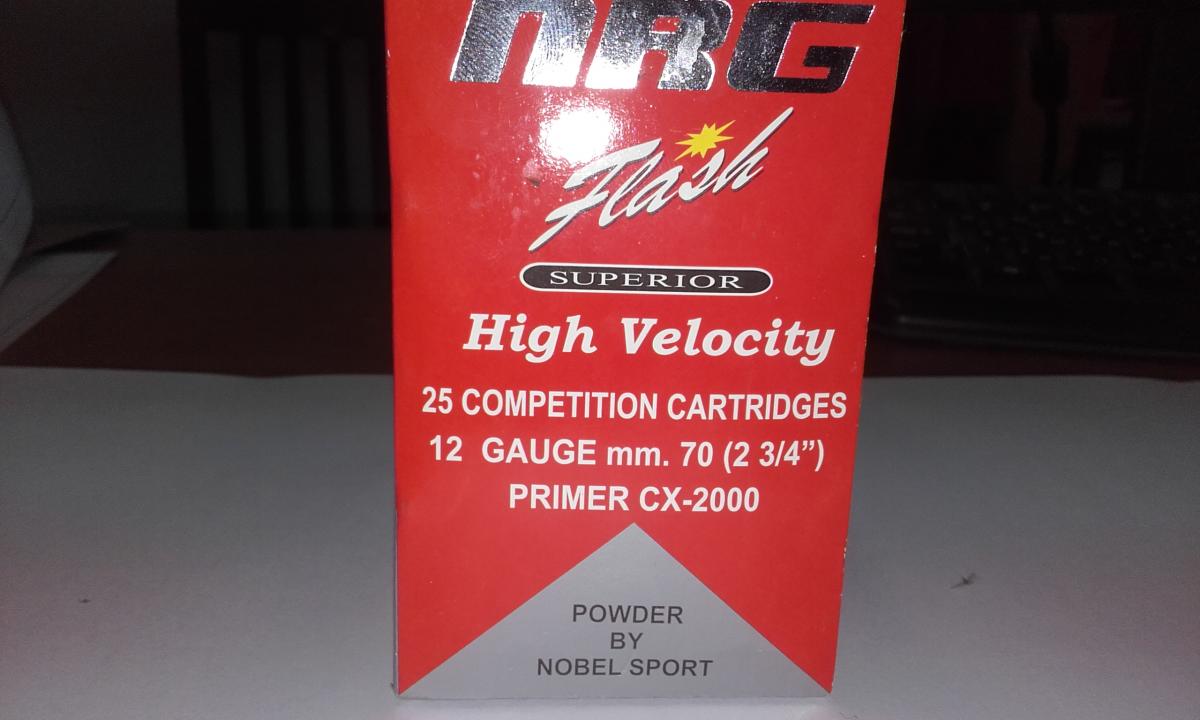 NRG
Flash
SUPERIOR
High Velocity
25 COMPETITION CARTRIDGES
12 GAUGE mm. 70 (2 3/4”)
PRIMER CX-2000
POWDER
BY
NOBEL SPORT